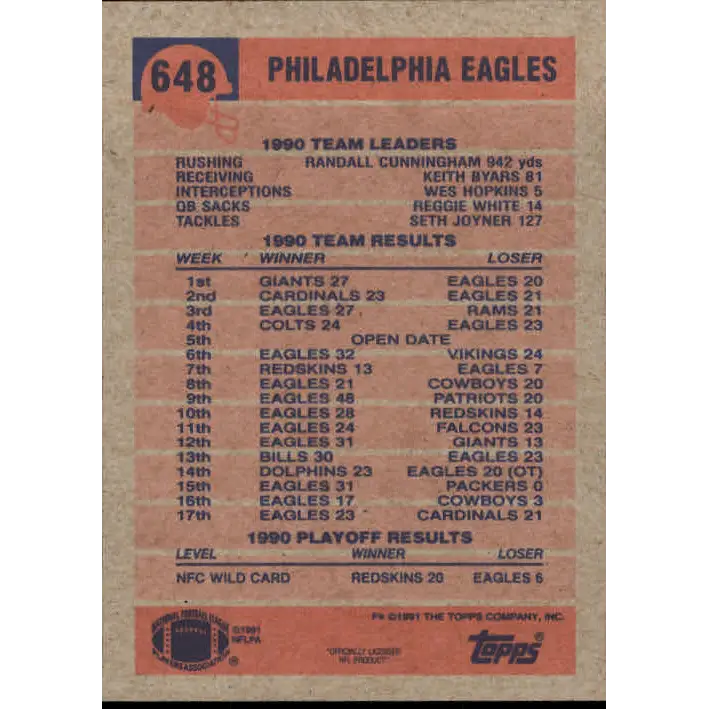 648 PHILADELPHIA EAGLES
1990 TEAM LEADERS
RUSHING RANDALL CUNNINGHAM 942 yds
RECEIVING KEITH BYARS 81
INTERCEPTIONS WES HOPKINS 5
QB SACKS REGGIE WHITE 14
TACKLES SETH JOYNER 127
1990 TEAM RESULTS
WEEK WINNER LOSER
1st GIANTS 27 EAGLES 20
2nd CARDINALS 23 EAGLES 21
3rd EAGLES 27 RAMS 21
4th COLTS 24 EAGLES 23
5th OPEN DATE
6th EAGLES 32 VIKINGS 24
7th REDSKINS 13 EAGLES 7
8th EAGLES 21 COWBOYS 20
9th EAGLES 48 PATRIOTS 20
10th EAGLES 28 REDSKINS 14
11th EAGLES 24 FALCONS 23
12th EAGLES 31 GIANTS 13
13th BILLS 30 EAGLES 23
14th DOLPHINS 23 EAGLES 20 (OT)
15th EAGLES 31 PACKERS 0
16th EAGLES 17 COWBOYS 3
17th EAGLES 23 CARDINALS 21
1990 PLAYOFF RESULTS
LEVEL WINNER LOSER
NFC WILD CARD REDSKINS 20 EAGLES 6
F* ©1991 THE TOPPS COMPANY, INC.
NATIONAL FOOTBALL LEAGUE
PLAYERS ASSOCIATION ®
©1991
NFLPA
"OFFICIALLY LICENSED
NFL PRODUCT"
topps®